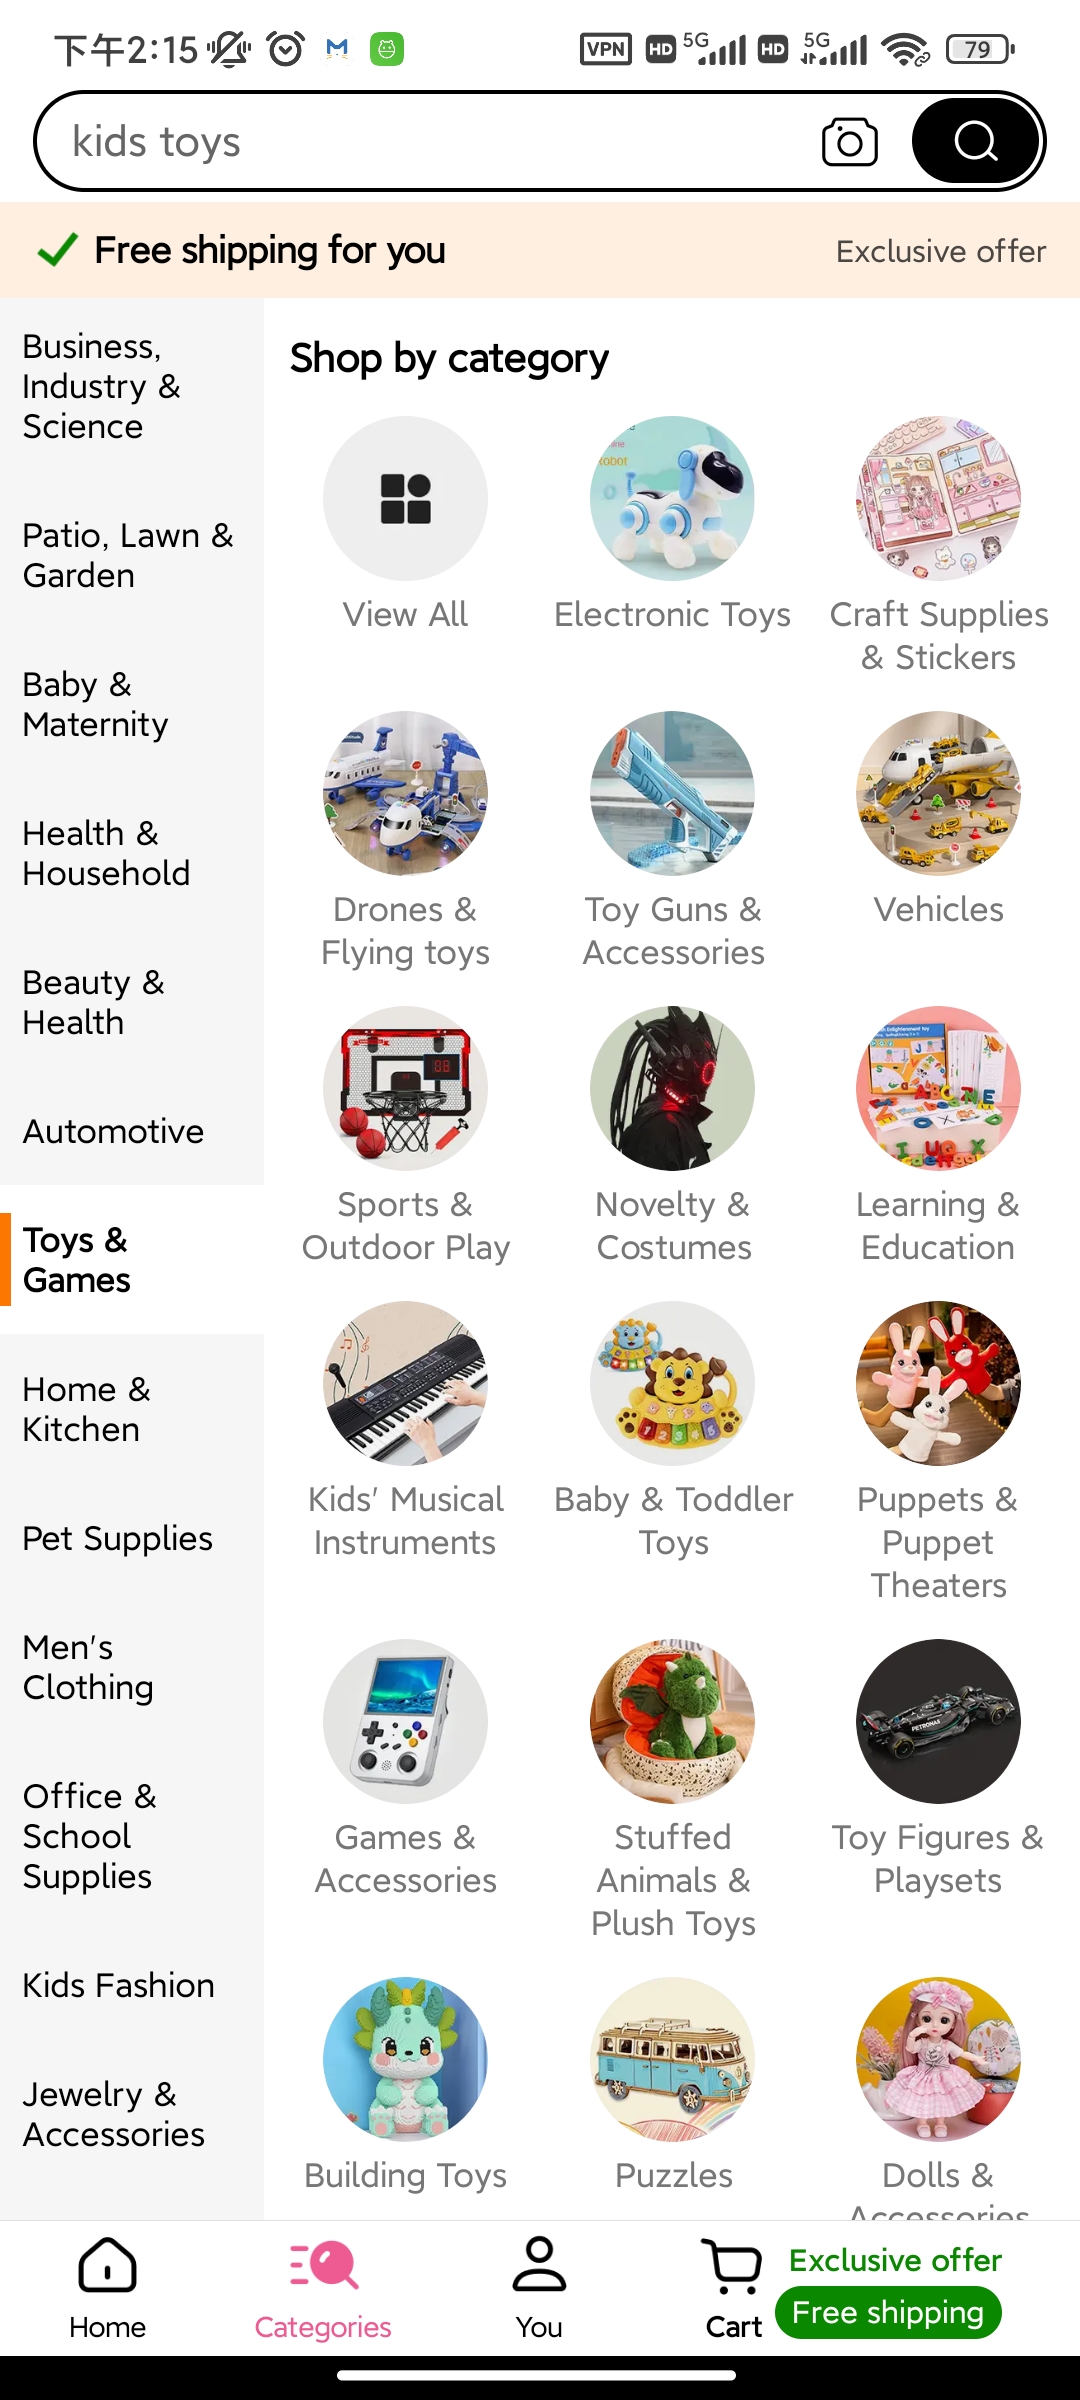 下午2:15
VPN
HD
5G
HD
5G
79
kids toys
Free shipping for you
Exclusive offer
Business,
Industry &
Science
Patio, Lawn &
Garden
Baby &
Maternity
Health &
Household
Beauty &
Health
Automotive
Toys &
Games
Home &
Kitchen
Pet Supplies
Men's
Clothing
Office &
School
Supplies
Kids Fashion
Jewelry &
Accessories
Shop by category
View All
Electronic Toys
Craft Supplies
& Stickers
Drones &
Flying toys
Toy Guns &
Accessories
Vehicles
Sports &
Outdoor Play
Novelty &
Costumes
Learning &
Education
Kids' Musical
Instruments
Baby & Toddler
Toys
Puppets &
Puppet
Theaters
Games &
Accessories
Stuffed
Animals &
Plush Toys
PETRONAS
Toy Figures &
Playsets
Building Toys
Puzzles
Dolls &
Accessories
Home
Categories
You
Cart
Exclusive offer
Free shipping